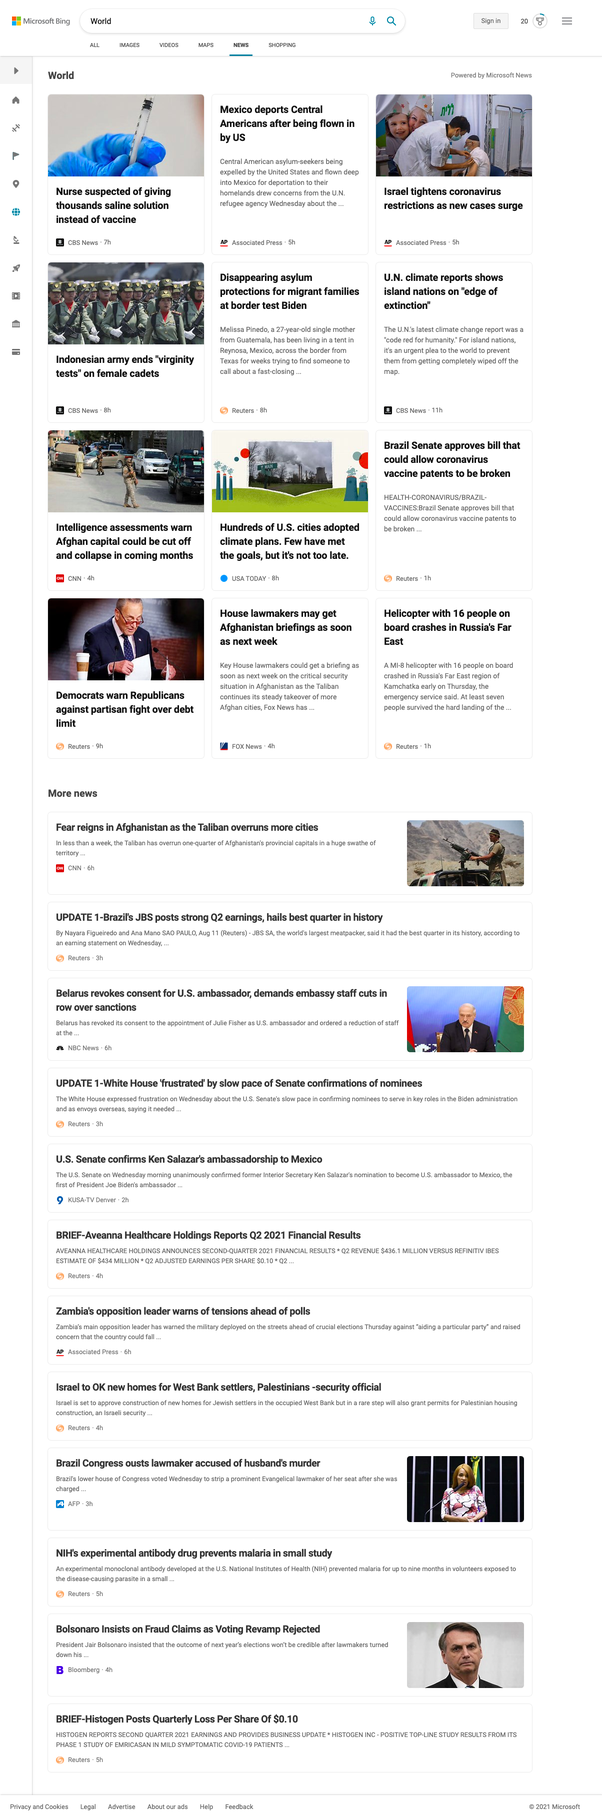 Microsoft Bing
World
Sign in
20
ALL
IMAGES
VIDEOS
MAPS
NEWS
SHOPPING
World
Powered by Microsoft News
Nurse suspected of giving
thousands saline solution
instead of vaccine
CBS News · 7h
Mexico deports Central
Americans after being flown in
by US
Central American asylum-seekers being
expelled by the United States and flown deep
into Mexico for deportation to their
homelands drew concerns from the U.N.
refugee agency Wednesday about the ...
AP Associated Press · 5h
Israel tightens coronavirus
restrictions as new cases surge
AP Associated Press · 5h
Indonesian army ends "virginity
tests" on female cadets
CBS News · 8h
Disappearing asylum
protections for migrant families
at border test Biden
Melissa Pinedo, a 27-year-old single mother
from Guatemala, has been living in a tent in
Reynosa, Mexico, across the border from
Texas for weeks trying to find someone to
call about a fast-closing ...
Reuters · 8h
U.N. climate reports shows
island nations on "edge of
extinction"
The U.N.'s latest climate change report was a
"code red for humanity." For island nations,
it's an urgent plea to the world to prevent
them from getting completely wiped off the
map.
CBS News · 11h
Intelligence assessments warn
Afghan capital could be cut off
and collapse in coming months
CNN · 4h
Hundreds of U.S. cities adopted
climate plans. Few have met
the goals, but it's not too late.
USA TODAY · 8h
Brazil Senate approves bill that
could allow coronavirus
vaccine patents to be broken
HEALTH-CORONAVIRUS/BRAZIL-
VACCINES:Brazil Senate approves bill that
could allow coronavirus vaccine patents to
be broken ...
Reuters · 1h
Democrats warn Republicans
against partisan fight over debt
limit
Reuters · 9h
House lawmakers may get
Afghanistan briefings as soon
as next week
Key House lawmakers could get a briefing as
soon as next week on the critical security
situation in Afghanistan as the Taliban
continues its steady takeover of more
Afghan cities, Fox News has ...
FOX News · 4h
Helicopter with 16 people on
board crashes in Russia's Far
East
A MI-8 helicopter with 16 people on board
crashed in Russia's Far East region of
Kamchatka early on Thursday, the
emergency service said. At least seven
people survived the hard landing of the ...
Reuters · 1h
More news
Fear reigns in Afghanistan as the Taliban overruns more cities
In less than a week, the Taliban has overrun one-quarter of Afghanistan's provincial capitals in a huge swathe of
territory ...
CNN · 6h
UPDATE 1-Brazil's JBS posts strong Q2 earnings, hails best quarter in history
By Nayara Figueiredo and Ana Mano SAO PAULO, Aug 11 (Reuters) - JBS SA, the world's largest meatpacker, said it had the best quarter in its history, according to
an earning statement on Wednesday, ...
Reuters · 3h
Belarus revokes consent for U.S. ambassador, demands embassy staff cuts in
row over sanctions
Belarus has revoked its consent to the appointment of Julie Fisher as U.S. ambassador and ordered a reduction of staff
at the ...
NBC News · 6h
UPDATE 1-White House 'frustrated' by slow pace of Senate confirmations of nominees
The White House expressed frustration on Wednesday about the U.S. Senate's slow pace in confirming nominees to serve in key roles in the Biden administration
and as envoys overseas, saying it needed ...
Reuters · 3h
U.S. Senate confirms Ken Salazar's ambassadorship to Mexico
The U.S. Senate on Wednesday morning unanimously confirmed former Interior Secretary Ken Salazar's nomination to become U.S. ambassador to Mexico, the
first of President Joe Biden's ambassador ...
KUSA-TV Denver · 2h
BRIEF-Aveanna Healthcare Holdings Reports Q2 2021 Financial Results
AVEANNA HEALTHCARE HOLDINGS ANNOUNCES SECOND-QUARTER 2021 FINANCIAL RESULTS * Q2 REVENUE $436.1 MILLION VERSUS REFINITIV IBES
ESTIMATE OF $434 MILLION * Q2 ADJUSTED EARNINGS PER SHARE $0.10 * Q2 ...
Reuters · 4h
Zambia's opposition leader warns of tensions ahead of polls
Zambia's main opposition leader has warned the military deployed on the streets ahead of crucial elections Thursday against "aiding a particular party" and raised
concern that the country could fall ...
AP Associated Press · 6h
Israel to OK new homes for West Bank settlers, Palestinians -security official
Israel is set to approve construction of new homes for Jewish settlers in the occupied West Bank but in a rare step will also grant permits for Palestinian housing
construction, an Israeli security ...
Reuters · 4h
Brazil Congress ousts lawmaker accused of husband's murder
Brazil's lower house of Congress voted Wednesday to strip a prominent Evangelical lawmaker of her seat after she was
charged ...
AFP · 3h
NIH's experimental antibody drug prevents malaria in small study
An experimental monoclonal antibody developed at the U.S. National Institutes of Health (NIH) prevented malaria for up to nine months in volunteers exposed to
the disease-causing parasite in a small ...
Reuters · 5h
Bolsonaro Insists on Fraud Claims as Voting Revamp Rejected
President Jair Bolsonaro insisted that the outcome of next year's elections won't be credible after lawmakers turned
down his ...
B Bloomberg · 4h
BRIEF-Histogen Posts Quarterly Loss Per Share Of $0.10
HISTOGEN REPORTS SECOND QUARTER 2021 EARNINGS AND PROVIDES BUSINESS UPDATE * HISTOGEN INC - POSITIVE TOP-LINE STUDY RESULTS FROM ITS
PHASE 1 STUDY OF EMRICASAN IN MILD SYMPTOMATIC COVID-19 PATIENTS ...
Reuters · 5h
Privacy and Cookies
Legal
Advertise
About our ads
Help
Feedback
© 2021 Microsoft